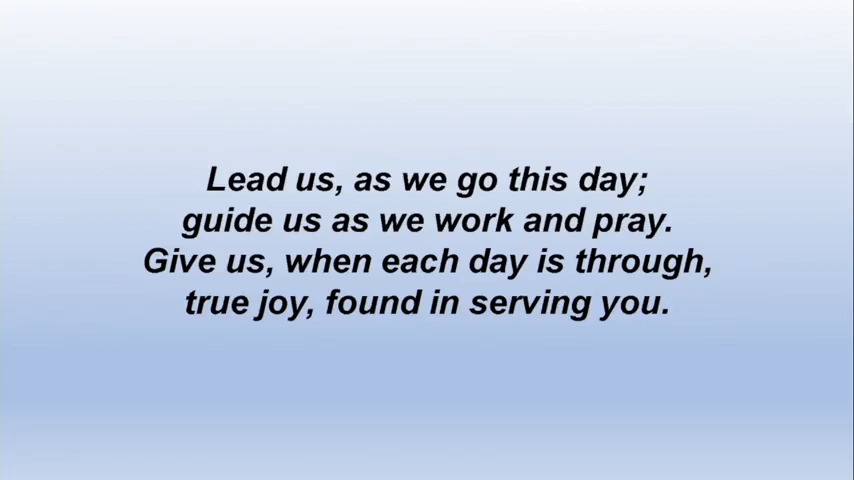 Lead us, as we go this day;
guide us as we work and pray.
Give us, when each day is through,
true joy, found in serving you.